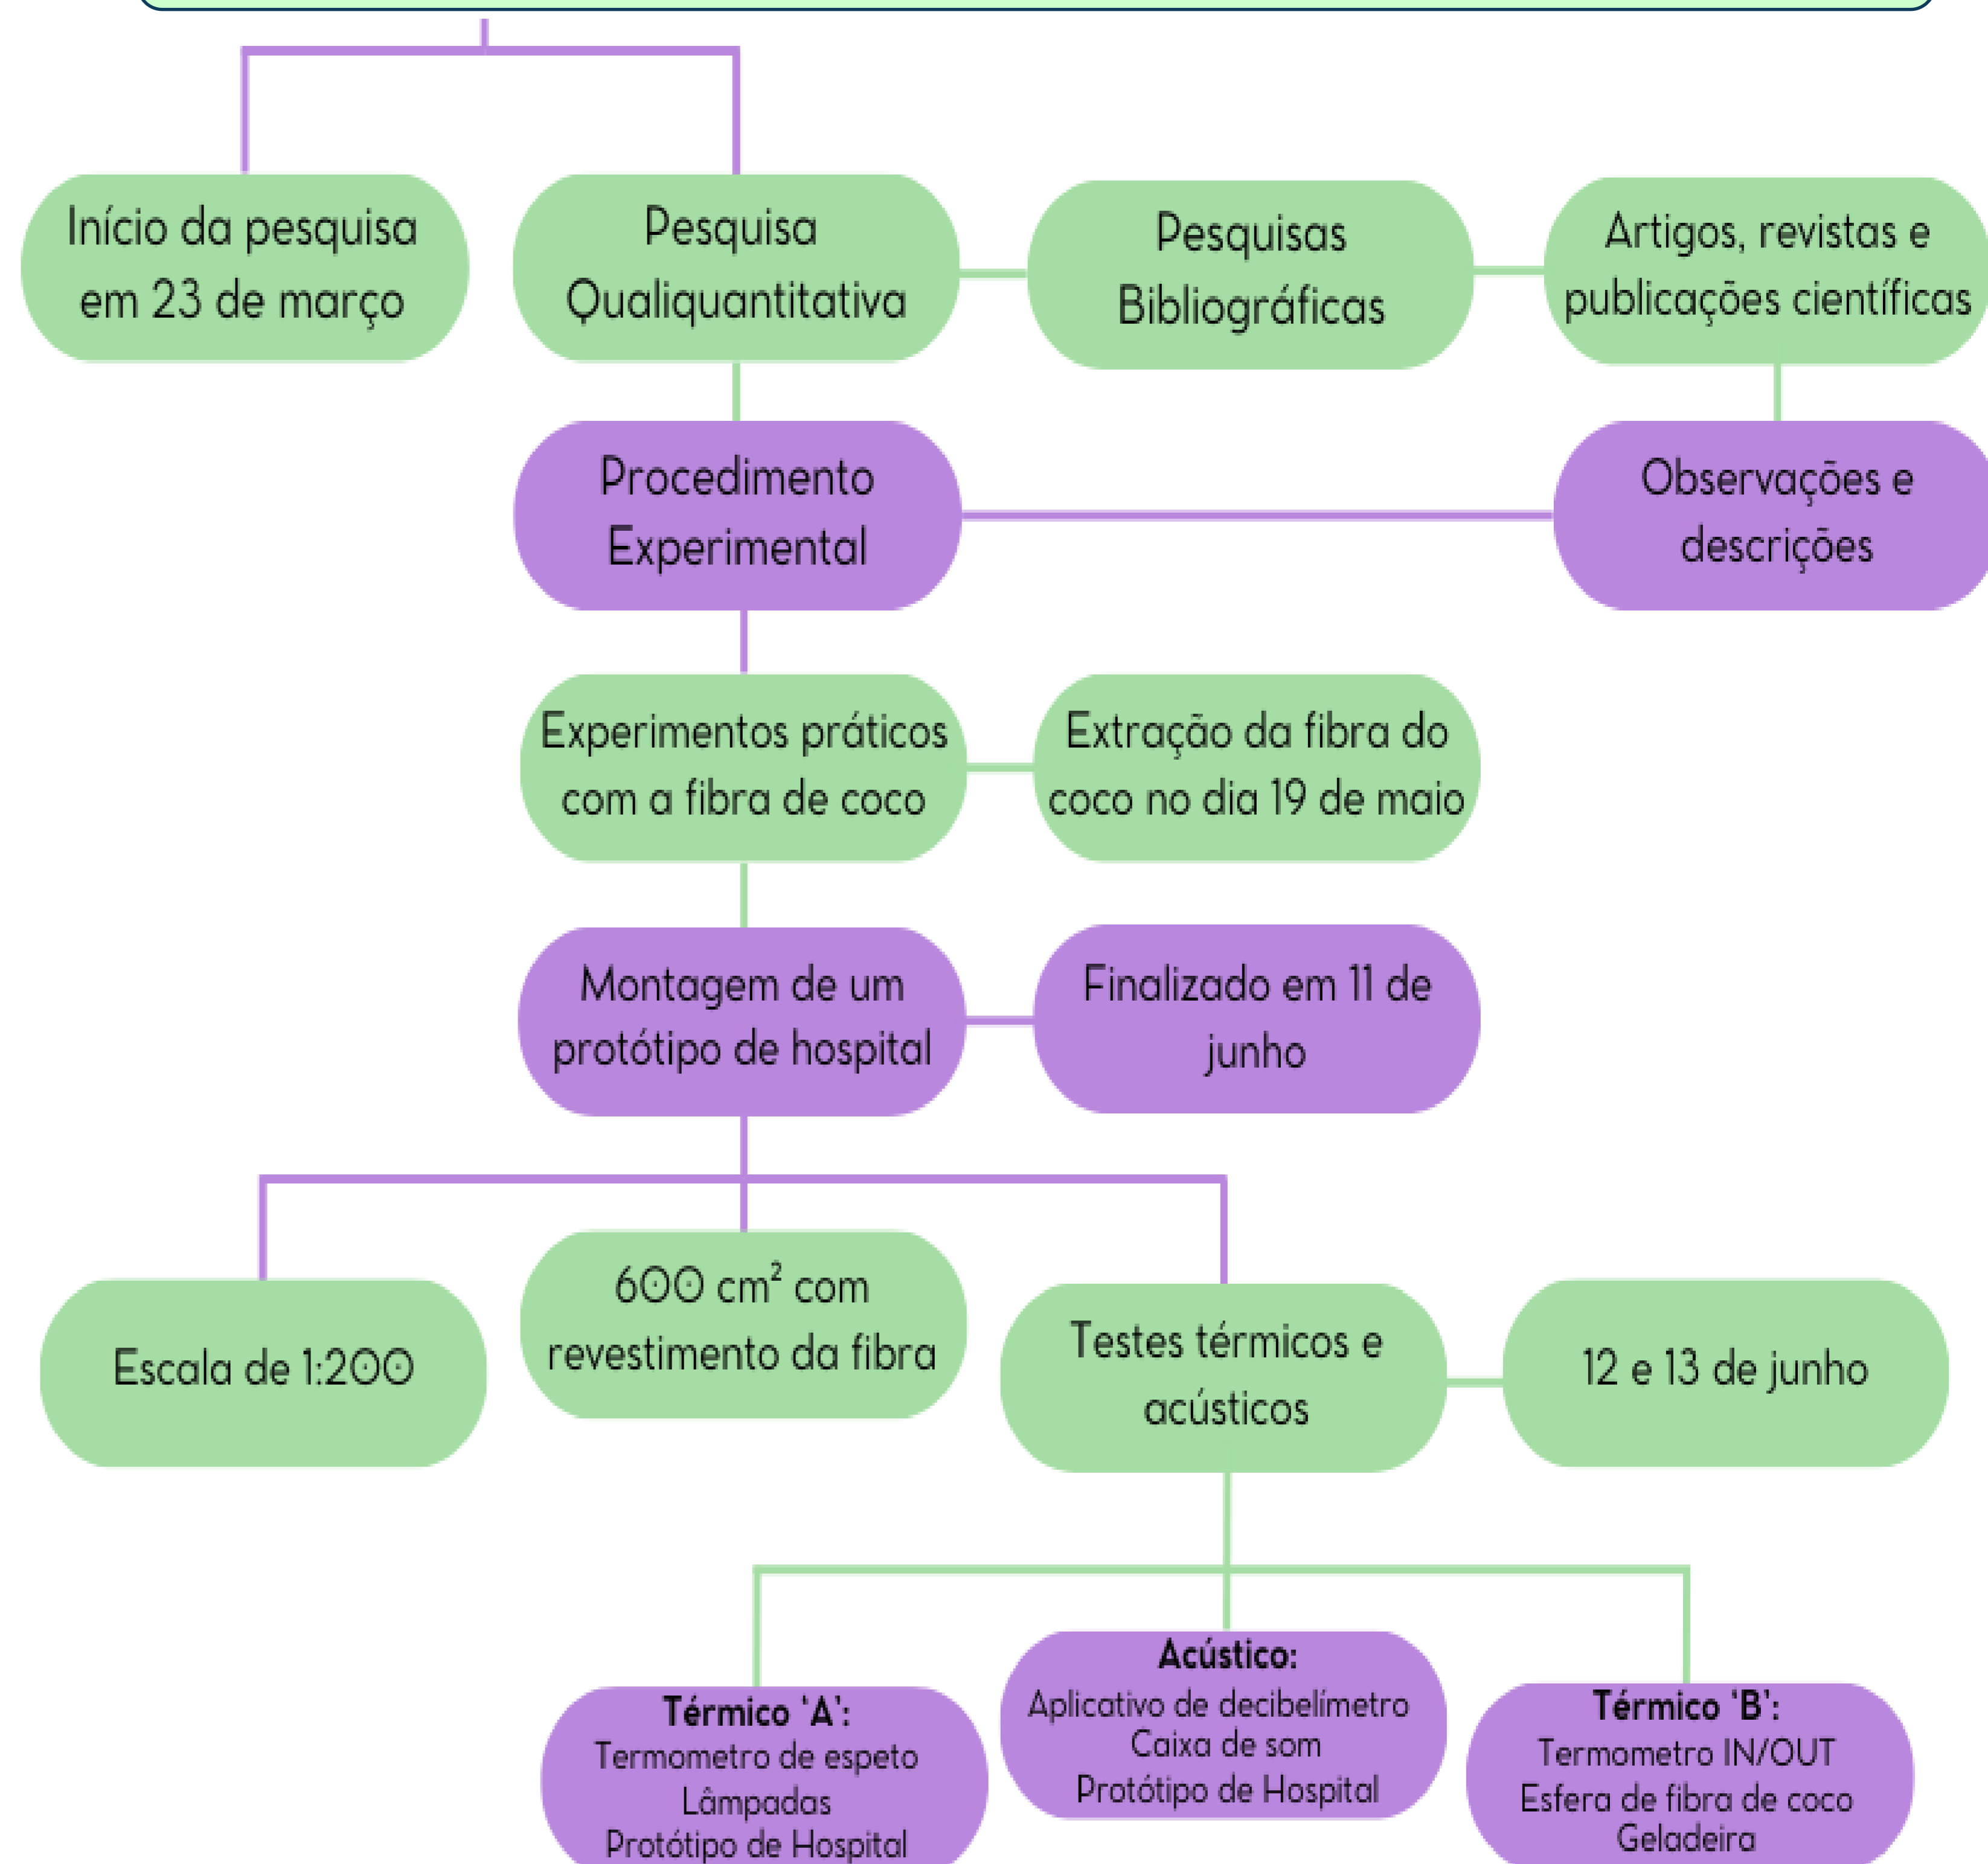 Início da pesquisa
em 23 de março
Pesquisa
Qualiquantitativa
Pesquisas
Bibliográficas
Artigos, revistas e
publicações científicas
Procedimento
Experimental
Observações e
descrições
Experimentos práticos
com a fibra de coco
Extração da fibra do
coco no dia 19 de maio
Montagem de um
protótipo de hospital
Finalizado em 11 de
junho
Escala de 1:200
600 cm² com
revestimento da fibra
Testes térmicos e
acústicos
12 e 13 de junho
Térmico ‘A’:
Termometro de espeto
Lâmpadas
Protótipo de Hospital
Acústico:
Aplicativo de decibelímetro
Caixa de som
Protótipo de Hospital
Térmico ‘B’:
Termometro IN/OUT
Esfera de fibra de coco
Geladeira